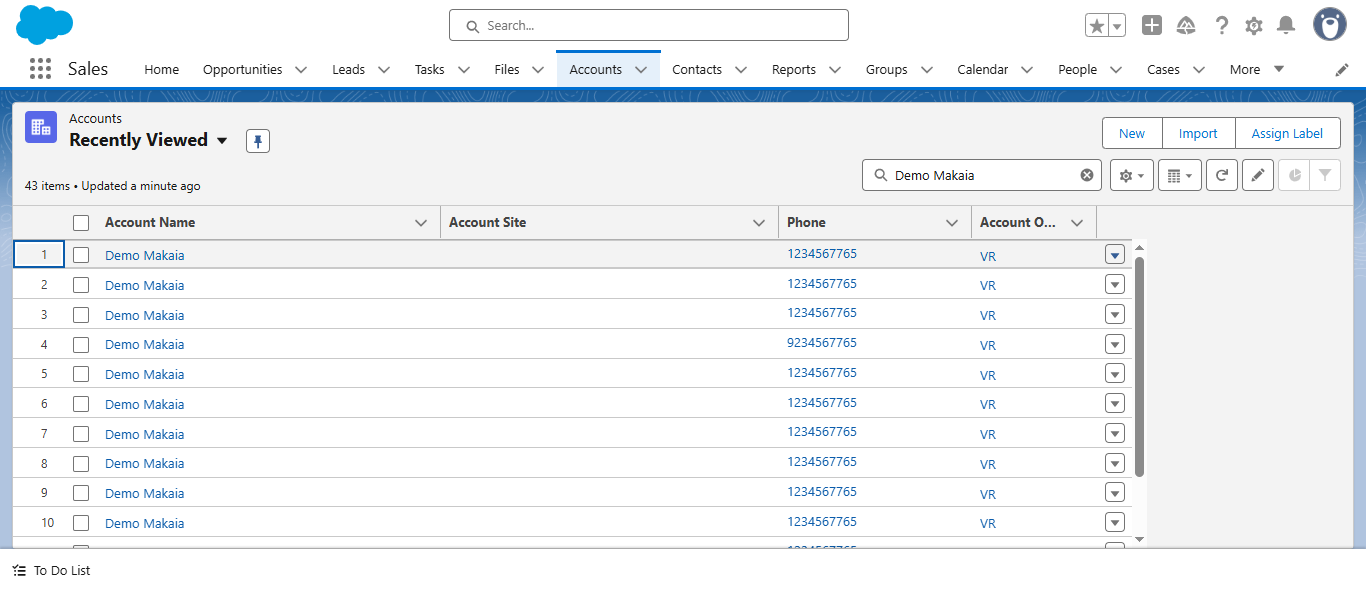 Search...
Sales
Home
Opportunities
Leads
Tasks
Files
Accounts
Contacts
Reports
Groups
Calendar
People
Cases
More
Accounts
Recently Viewed
New
Import
Assign Label
43 items • Updated a minute ago
Demo Makaia
Account Name
Account Site
Phone
Account O...
1 Demo Makaia 1234567765 VR
2 Demo Makaia 1234567765 VR
3 Demo Makaia 1234567765 VR
4 Demo Makaia 9234567765 VR
5 Demo Makaia 1234567765 VR
6 Demo Makaia 1234567765 VR
7 Demo Makaia 1234567765 VR
8 Demo Makaia 1234567765 VR
9 Demo Makaia 1234567765 VR
10 Demo Makaia 1234567765 VR
To Do List